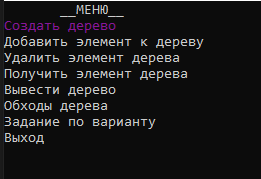 __МЕНЮ__
Создать дерево
Добавить элемент к дереву
Удалить элемент дерева
Получить элемент дерева
Вывести дерево
Обходы дерева
Задание по варианту
Выход